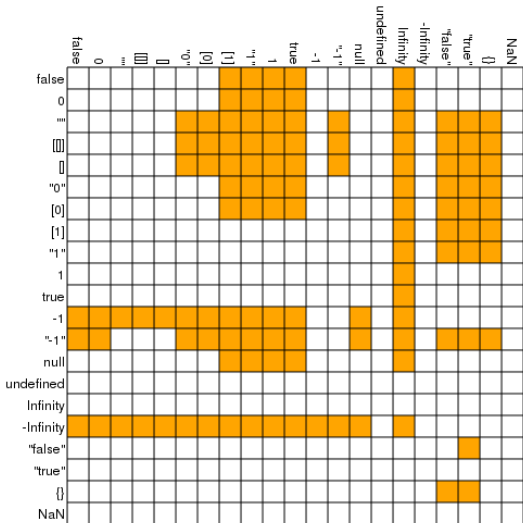 false 0 "" [[]] [] "0" [0] [1] "1" 1 true -1 "-1" null undefined Infinity -Infinity "false" "true" {} NaN
false
0
""
[[]]
[]
"0"
[0]
[1]
"1"
1
true
-1
"-1"
null
undefined
Infinity
-Infinity
"false"
"true"
{}
NaN